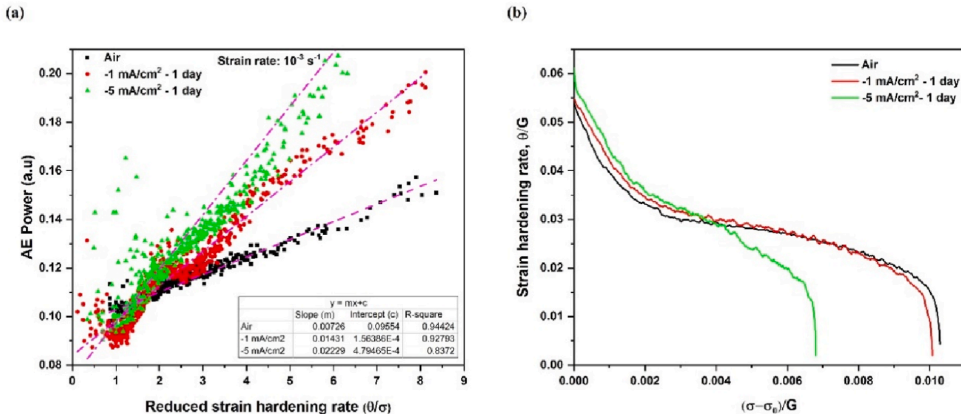 (a)
Air
-1 mA/cm² - 1 day
-5 mA/cm² - 1 day
Strain rate: 10⁻³ s⁻¹
0.20
0.18
0.16
0.14
0.12
0.10
0.08
AE Power (a.u)
y = mx+c
Slope (m) Intercept (c) R-square
Air 0.00726 0.09554 0.94424
-1 mA/cm2 0.01431 1.56386E-4 0.92793
-5 mA/cm2 0.02229 4.79465E-4 0.8372
0 1 2 3 4 5 6 7 8 9
Reduced strain hardening rate (θ/σ)
(b)
Air
-1 mA/cm² - 1 day
-5 mA/cm² - 1 day
0.06
0.05
0.04
0.03
0.02
0.01
0.00
Strain hardening rate, θ/G
0.000 0.002 0.004 0.006 0.008 0.010
(σ−σ₀)/G